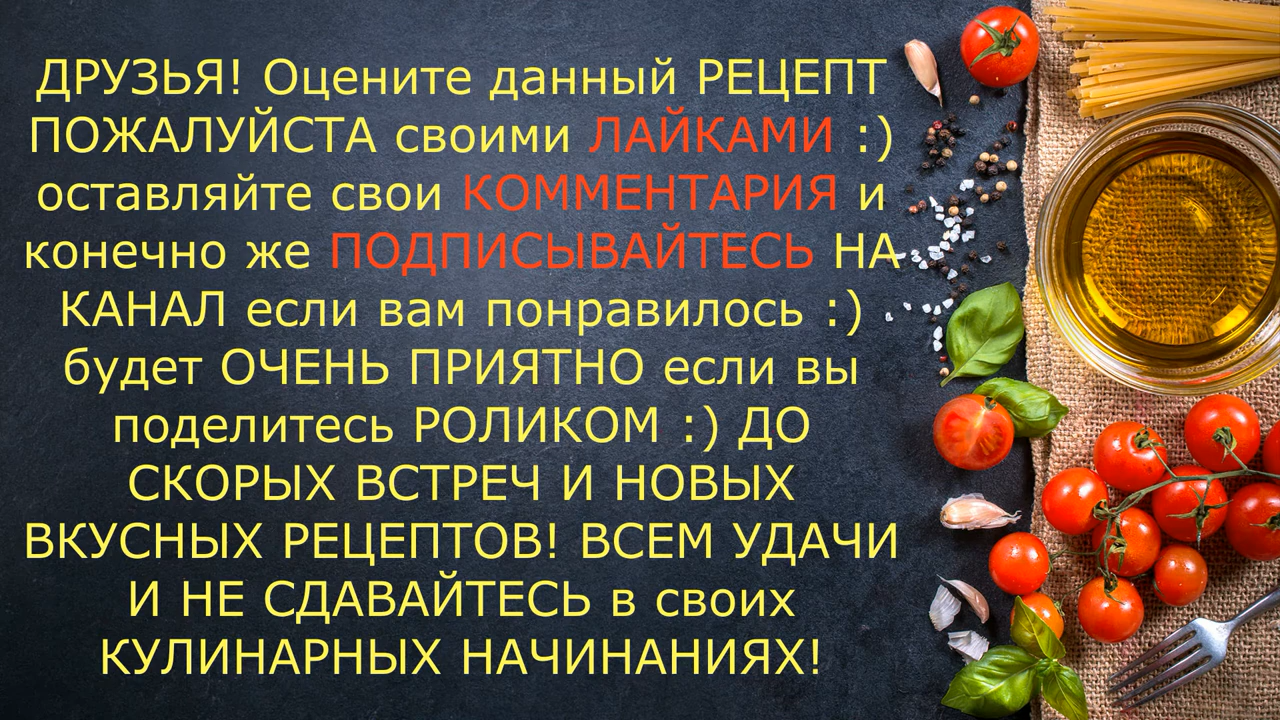 ДРУЗЬЯ! Оцените данный РЕЦЕПТ
ПОЖАЛУЙСТА своими ЛАЙКАМИ :)
оставляйте свои КОММЕНТАРИЯ и
конечно же ПОДПИСЫВАЙТЕСЬ НА
КАНАЛ если вам понравилось :)
будет ОЧЕНЬ ПРИЯТНО если вы
поделитесь РОЛИКОМ :) ДО
СКОРЫХ ВСТРЕЧ И НОВЫХ
ВКУСНЫХ РЕЦЕПТОВ! ВСЕМ УДАЧИ
И НЕ СДАВАЙТЕСЬ в своих
КУЛИНАРНЫХ НАЧИНАНИЯХ!